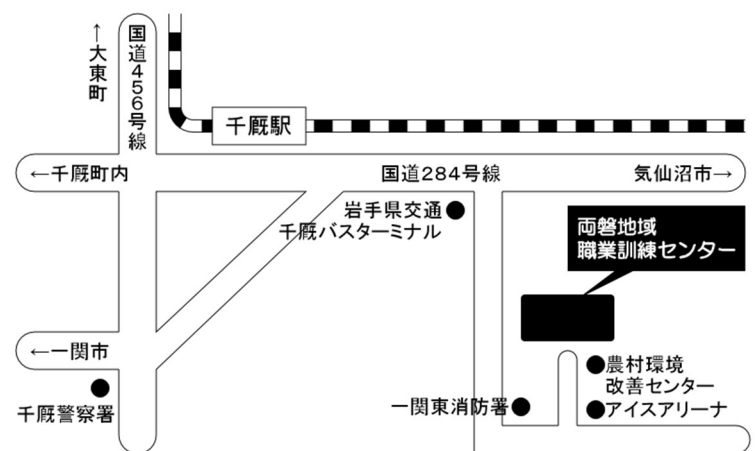 ↑大東町
国道456号線
千厩駅
←千厩町内
国道284号線
気仙沼市→
岩手県交通
千厩バスターミナル
両磐地域
職業訓練センター
←一関市
千厩警察署
農村環境
改善センター
一関東消防署
アイスアリーナ